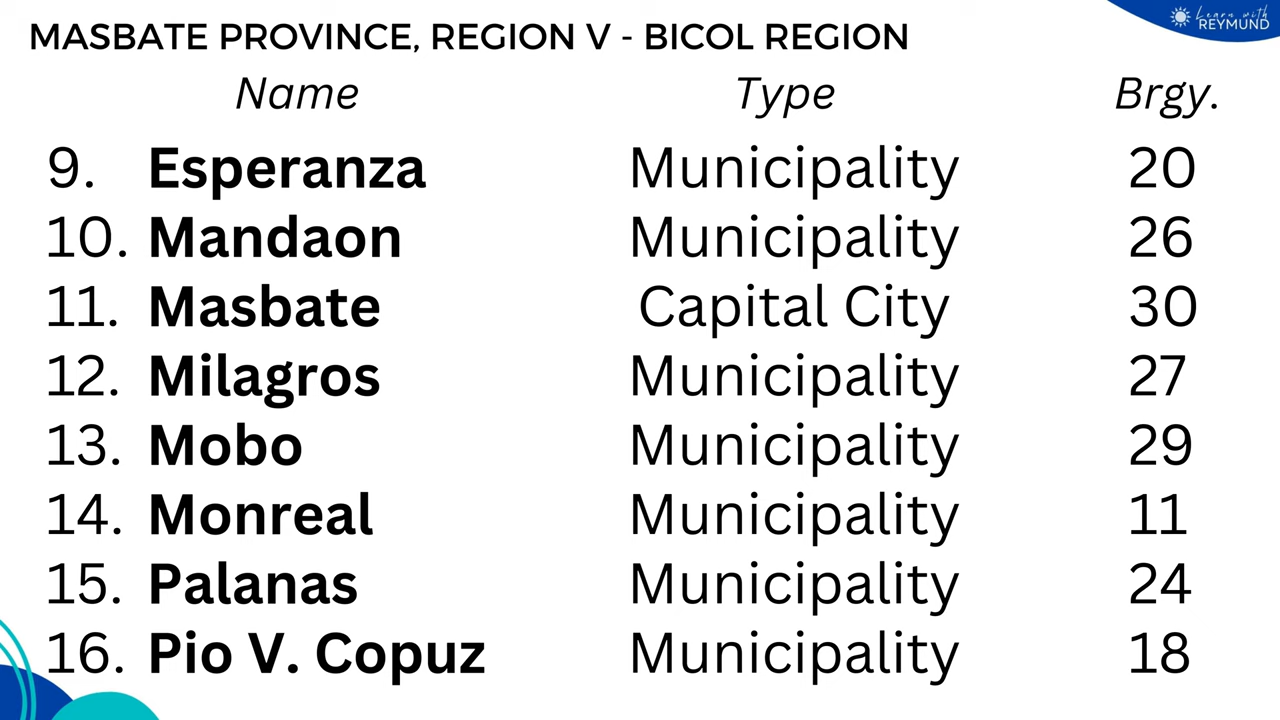 MASBATE PROVINCE, REGION V - BICOL REGION
Learn with
REYMUND
Name Type Brgy.
9. Esperanza Municipality 20
10. Mandaon Municipality 26
11. Masbate Capital City 30
12. Milagros Municipality 27
13. Mobo Municipality 29
14. Monreal Municipality 11
15. Palanas Municipality 24
16. Pio V. Copuz Municipality 18